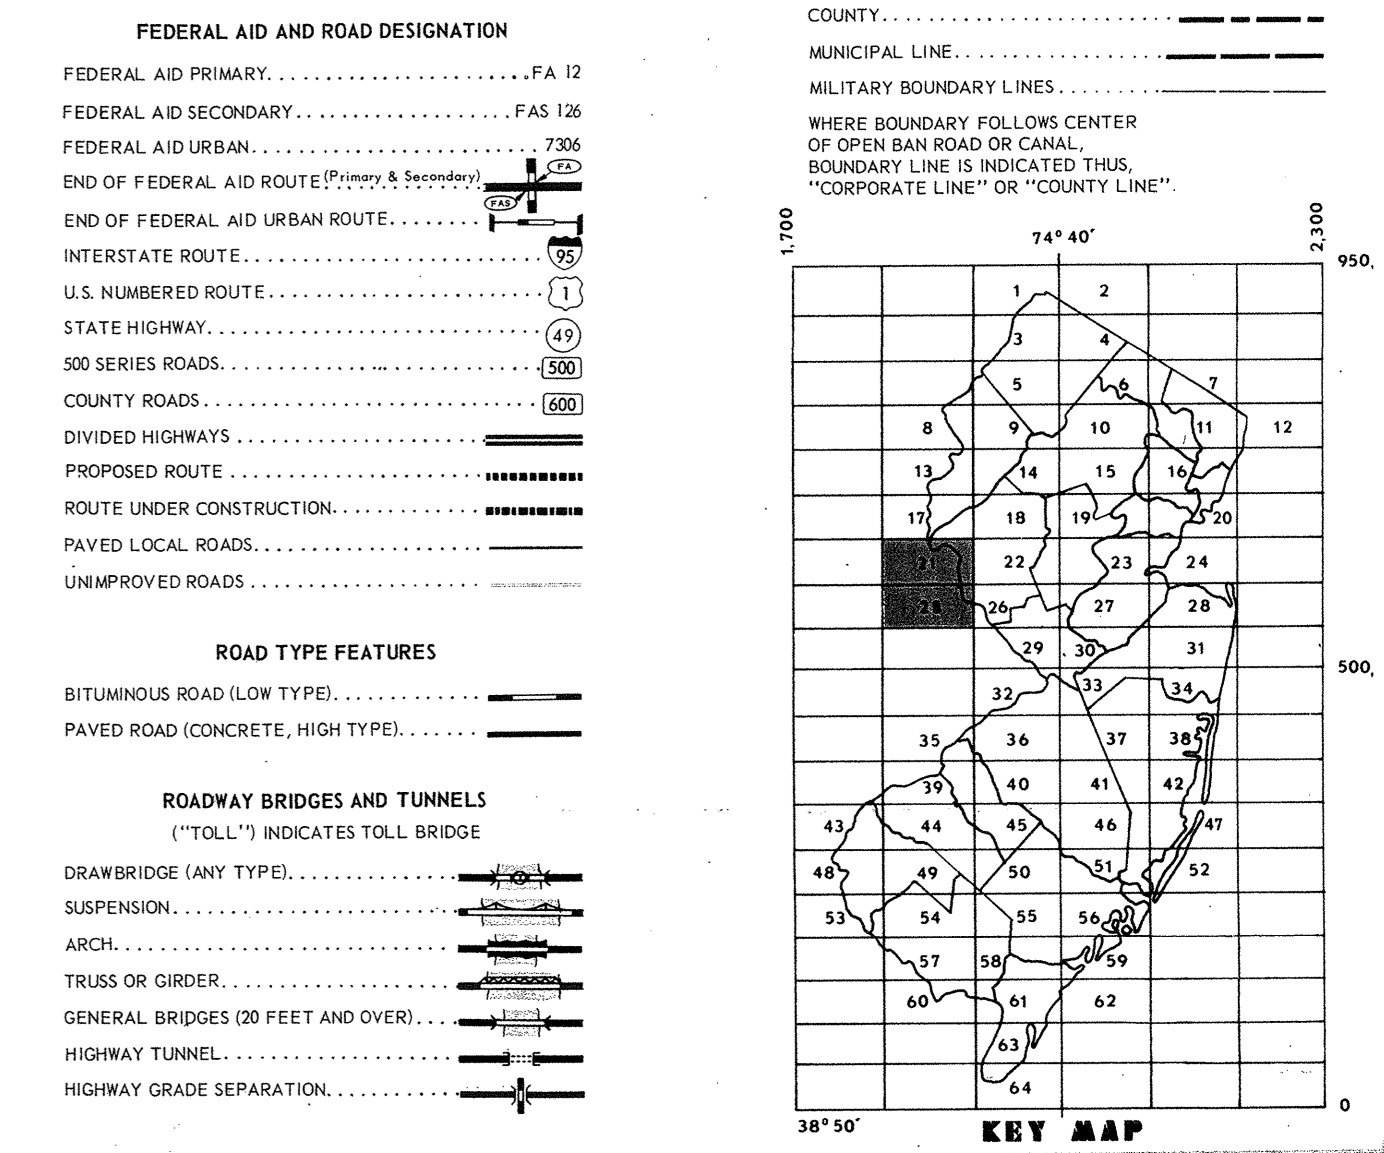 FEDERAL AID AND ROAD DESIGNATION
FEDERAL AID PRIMARY. . . . . . . . . . . . . . . . . . . . . . FA 12
FEDERAL AID SECONDARY. . . . . . . . . . . . . . . . . . FAS 126
FEDERAL AID URBAN. . . . . . . . . . . . . . . . . . . . . . . . 7306
END OF FEDERAL AID ROUTE (Primary & Secondary) FA FAS
END OF FEDERAL AID URBAN ROUTE. . . . . . . .
INTERSTATE ROUTE. . . . . . . . . . . . . . . . . . . . . . . . . 95
U.S. NUMBERED ROUTE. . . . . . . . . . . . . . . . . . . . . . 1
STATE HIGHWAY. . . . . . . . . . . . . . . . . . . . . . . . . . . 49
500 SERIES ROADS. . . . . . . . . . . . . . . . . . . . . . . . . 500
COUNTY ROADS . . . . . . . . . . . . . . . . . . . . . . . . . . 600
DIVIDED HIGHWAYS . . . . . . . . . . . . . . . . . . . .
PROPOSED ROUTE . . . . . . . . . . . . . . . . . . . . .
ROUTE UNDER CONSTRUCTION. . . . . . . . . . . .
PAVED LOCAL ROADS. . . . . . . . . . . . . . . . . . .
UNIMPROVED ROADS . . . . . . . . . . . . . . . . . . .
ROAD TYPE FEATURES
BITUMINOUS ROAD (LOW TYPE). . . . . . . . . . . .
PAVED ROAD (CONCRETE, HIGH TYPE). . . . . . .
ROADWAY BRIDGES AND TUNNELS
("TOLL") INDICATES TOLL BRIDGE
DRAWBRIDGE (ANY TYPE). . . . . . . . . . . . . .
SUSPENSION. . . . . . . . . . . . . . . . . . . . . . . .
ARCH. . . . . . . . . . . . . . . . . . . . . . . . . . . . .
TRUSS OR GIRDER. . . . . . . . . . . . . . . . . . . .
GENERAL BRIDGES (20 FEET AND OVER). . . .
HIGHWAY TUNNEL. . . . . . . . . . . . . . . . . . . .
HIGHWAY GRADE SEPARATION. . . . . . . . . . .
COUNTY. . . . . . . . . . . . . . . . . . . . . . . . .
MUNICIPAL LINE. . . . . . . . . . . . . . . . . .
MILITARY BOUNDARY LINES . . . . . . . . .
WHERE BOUNDARY FOLLOWS CENTER
OF OPEN BAN ROAD OR CANAL,
BOUNDARY LINE IS INDICATED THUS,
"CORPORATE LINE" OR "COUNTY LINE".
1,700
74° 40′
2,300
950,
1 2
3 4
5 6 7
8 9 10 11 12
13 14 15 16
17 18 19 20
21 22 23 24
25 26 27 28
29 30 31
500,
32 33 34
35 36 37 38
39 40 41 42
43 44 45 46 47
48 49 50 51 52
53 54 55 56
57 58 59
60 61 62
63
64
0
38° 50′
KEY MAP